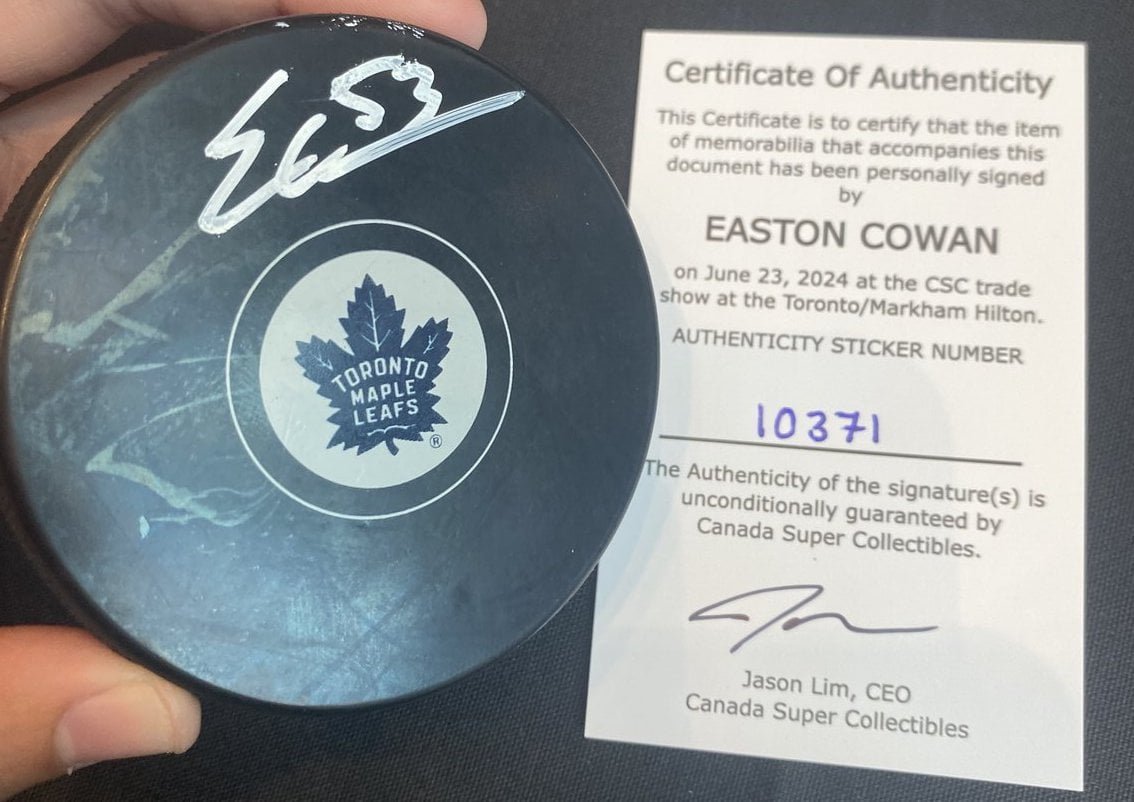 53
TORONTO
MAPLE
LEAFS
®
Certificate Of Authenticity
This Certificate is to certify that the item
of memorabilia that accompanies this
document has been personally signed
by
EASTON COWAN
on June 23, 2024 at the CSC trade
show at the Toronto/Markham Hilton.
AUTHENTICITY STICKER NUMBER
10371
The Authenticity of the signature(s) is
unconditionally guaranteed by
Canada Super Collectibles.
Jason Lim, CEO
Canada Super Collectibles